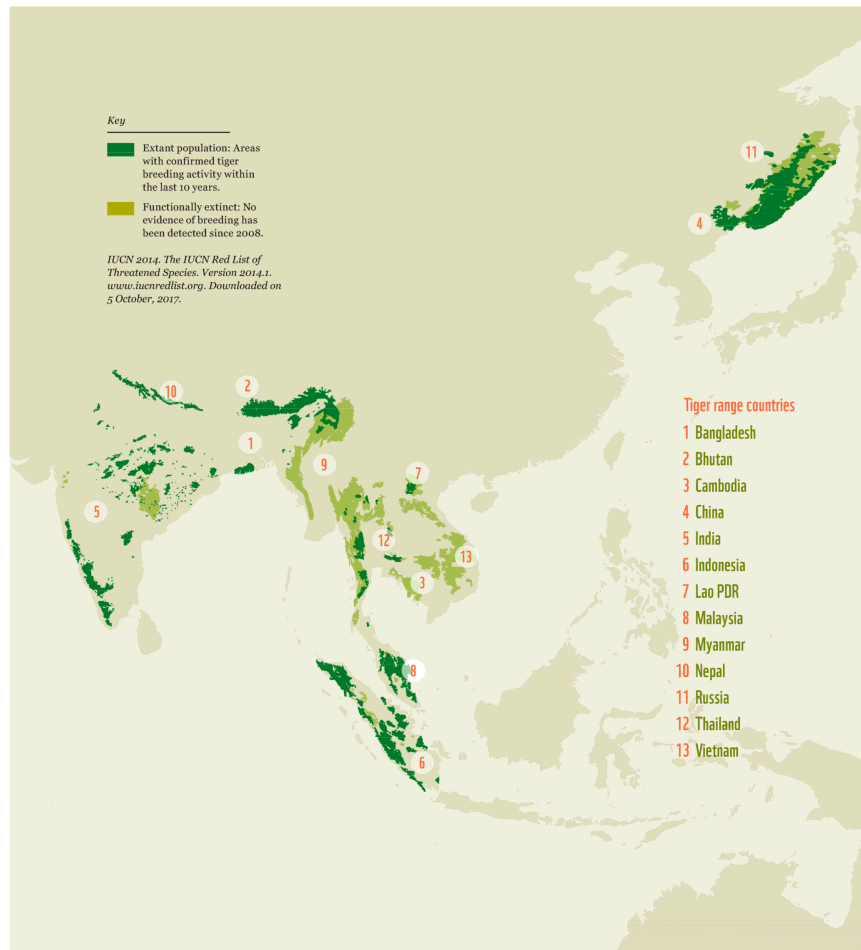 Key
Extant population: Areas
with confirmed tiger
breeding activity within
the last 10 years.
Functionally extinct: No
evidence of breeding has
been detected since 2008.
IUCN 2014. The IUCN Red List of
Threatened Species. Version 2014.1.
www.iucnredlist.org. Downloaded on
5 October, 2017.
11
4
10
2
1
9
7
5
12
13
3
8
6
Tiger range countries
1 Bangladesh
2 Bhutan
3 Cambodia
4 China
5 India
6 Indonesia
7 Lao PDR
8 Malaysia
9 Myanmar
10 Nepal
11 Russia
12 Thailand
13 Vietnam